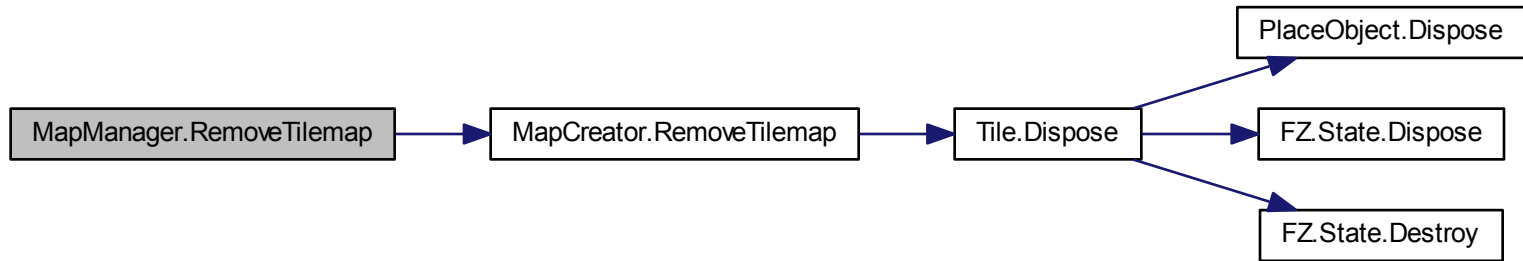 PlaceObject.Dispose
MapManager.RemoveTilemap
MapCreator.RemoveTilemap
Tile.Dispose
FZ.State.Dispose
FZ.State.Destroy